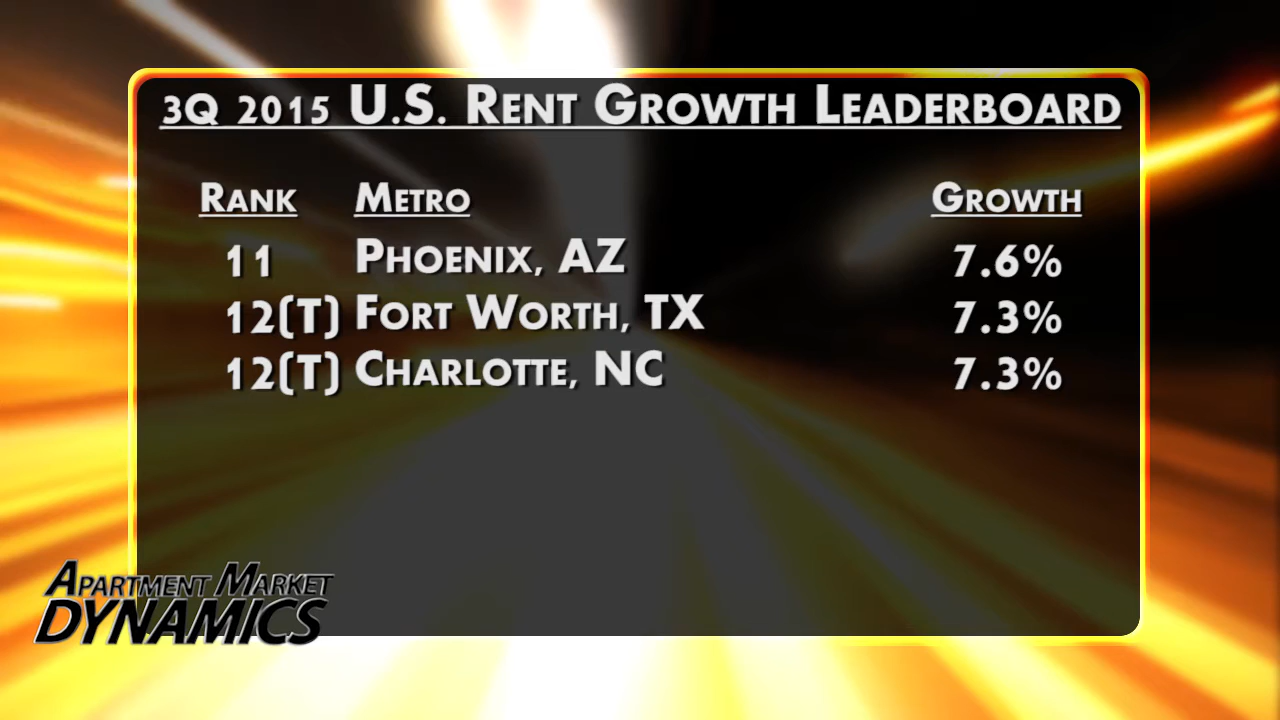 3Q 2015 U.S. RENT GROWTH LEADERBOARD
RANK METRO GROWTH
11 PHOENIX, AZ 7.6%
12(T) FORT WORTH, TX 7.3%
12(T) CHARLOTTE, NC 7.3%
APARTMENT MARKET
DYNAMICS